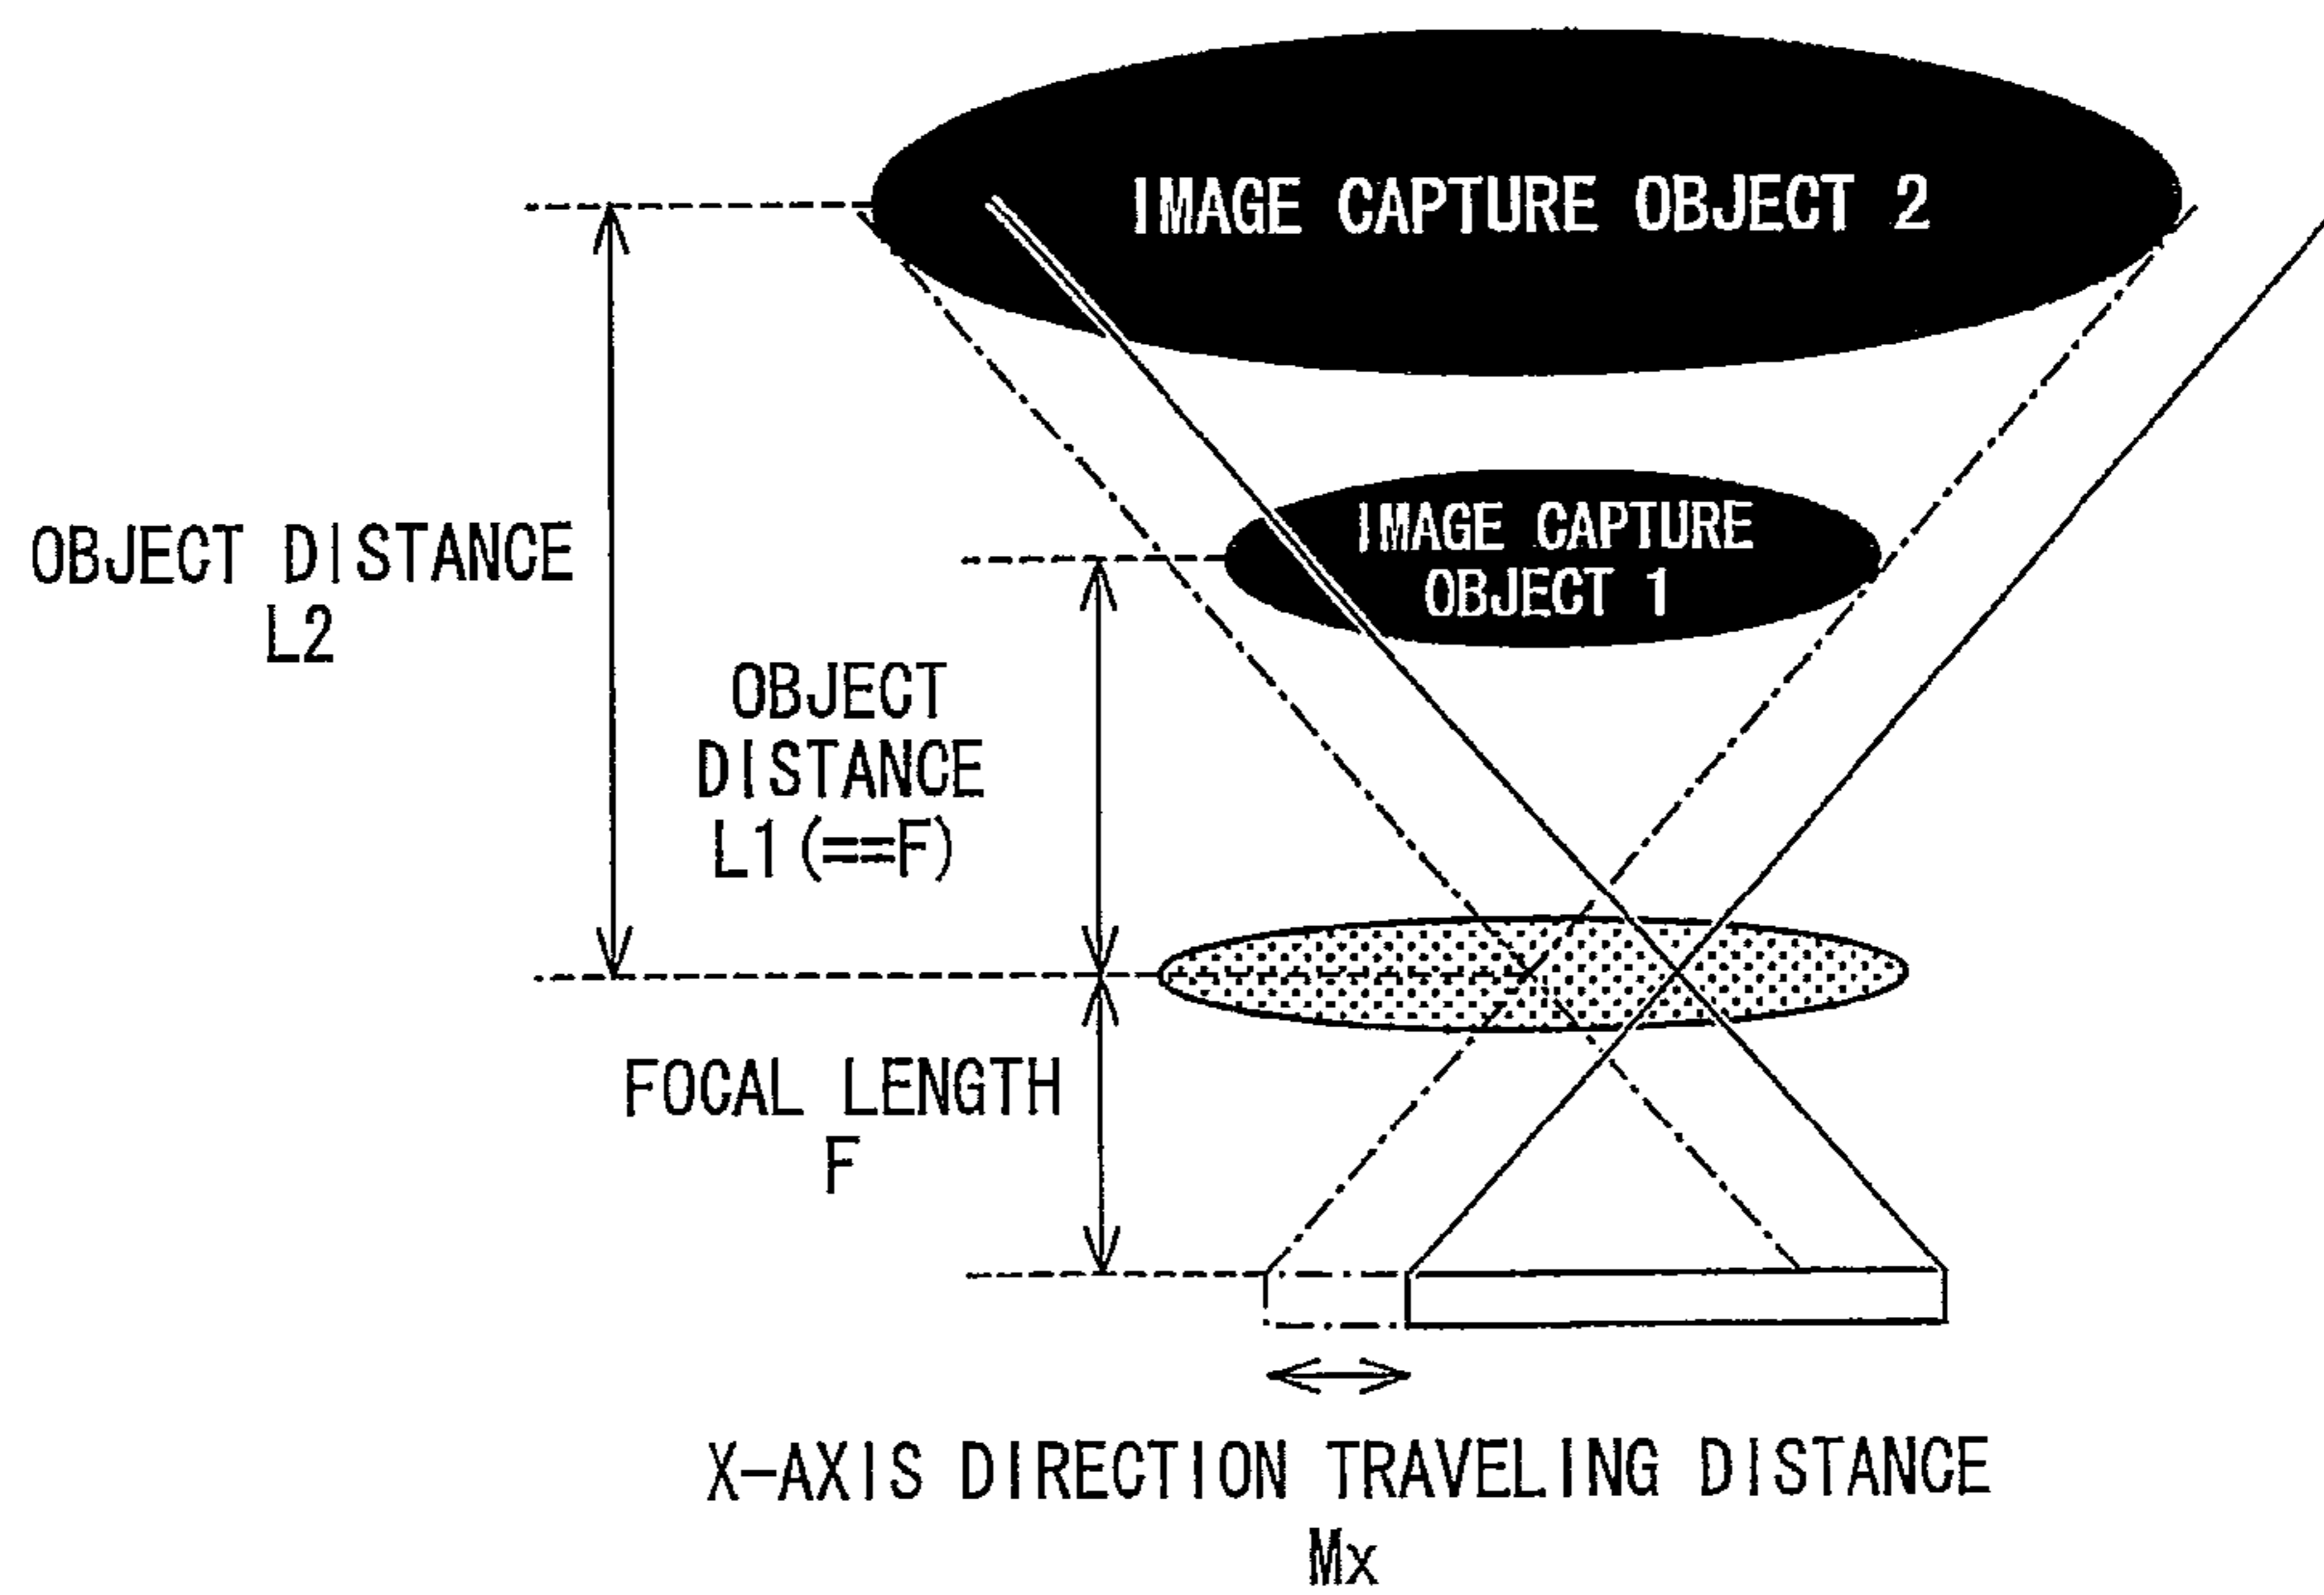 IMAGE CAPTURE OBJECT 2
IMAGE CAPTURE
OBJECT 1
OBJECT DISTANCE
L2
OBJECT
DISTANCE
L1(==F)
FOCAL LENGTH
F
X-AXIS DIRECTION TRAVELING DISTANCE
Mx